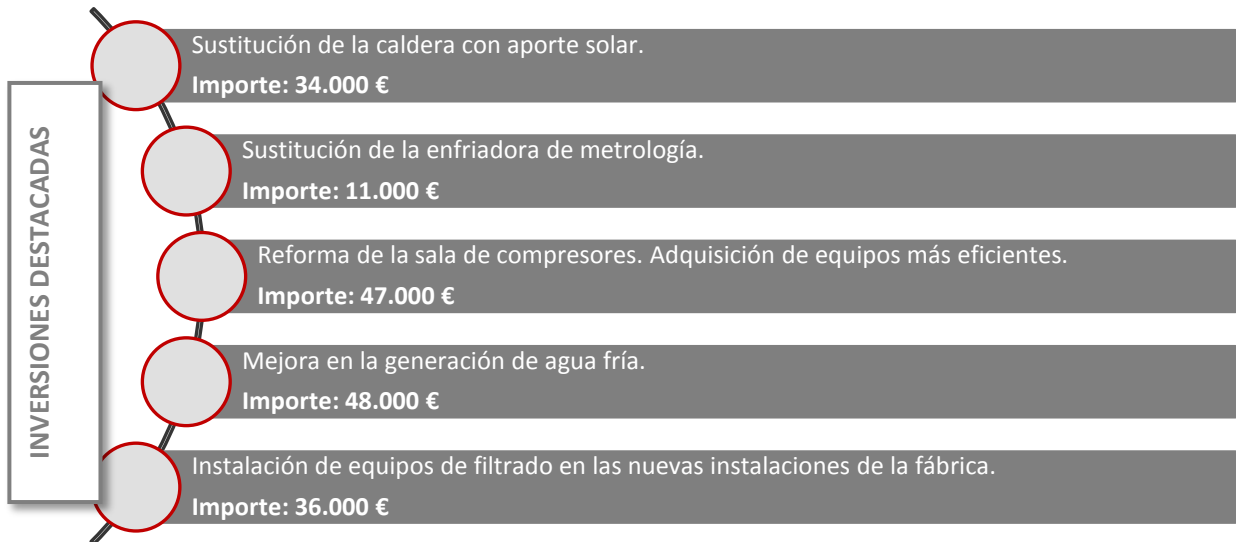 INVERSIONES DESTACADAS
Sustitución de la caldera con aporte solar.
Importe: 34.000 €
Sustitución de la enfriadora de metrología.
Importe: 11.000 €
Reforma de la sala de compresores. Adquisición de equipos más eficientes.
Importe: 47.000 €
Mejora en la generación de agua fría.
Importe: 48.000 €
Instalación de equipos de filtrado en las nuevas instalaciones de la fábrica.
Importe: 36.000 €